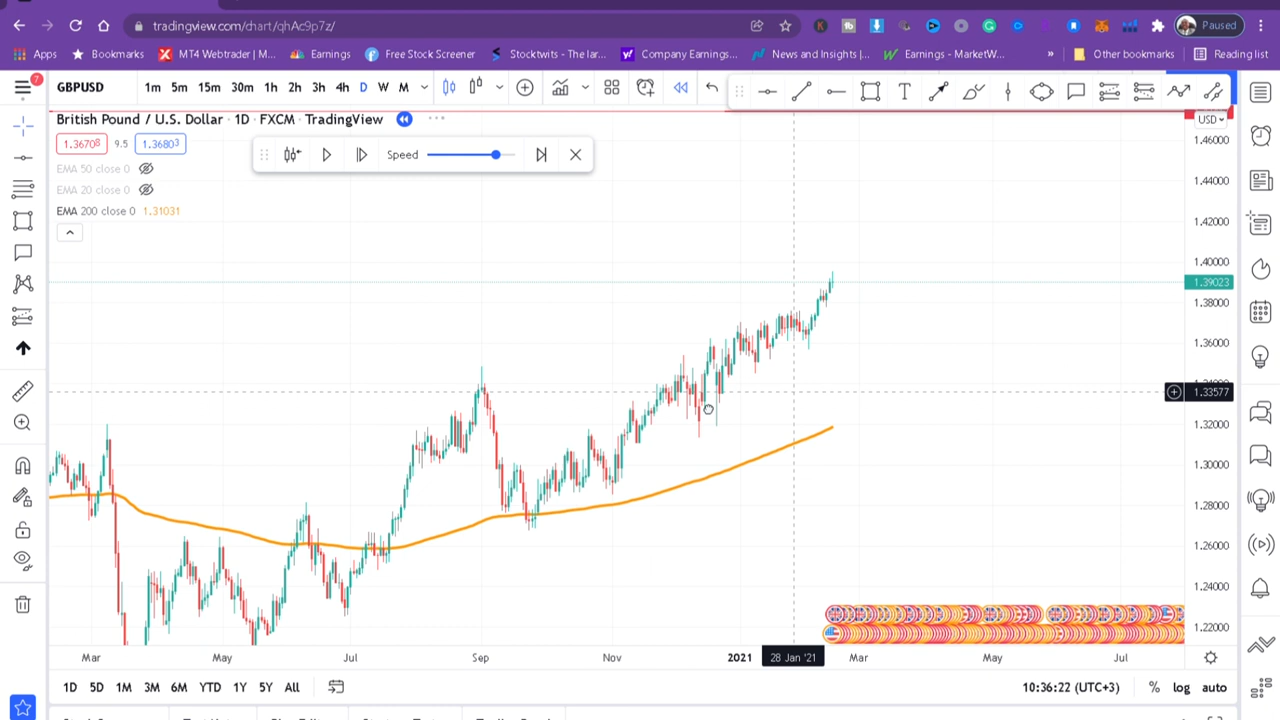 tradingview.com/chart/qhAc9p7z/
Paused
Apps Bookmarks MT4 Webtrader | M... Earnings Free Stock Screener Stocktwits - The lar... Company Earnings... News and Insights |... Earnings - MarketW... » Other bookmarks Reading list
7 GBPUSD 1m 5m 15m 30m 1h 2h 3h 4h D W M
British Pound / U.S. Dollar · 1D · FXCM · TradingView
USD
1.36708 9.5 1.36803
Speed
EMA 50 close 0
EMA 20 close 0
EMA 200 close 0 1.31031
1.46000
1.44000
1.42000
1.40000
1.39023
1.38000
1.36000
1.33577
1.32000
1.30000
1.28000
1.26000
1.24000
1.22000
Mar May Jul Sep Nov 2021 28 Jan '21 Mar May Jul
1D 5D 1M 3M 6M YTD 1Y 5Y All 10:36:22 (UTC+3) % log auto